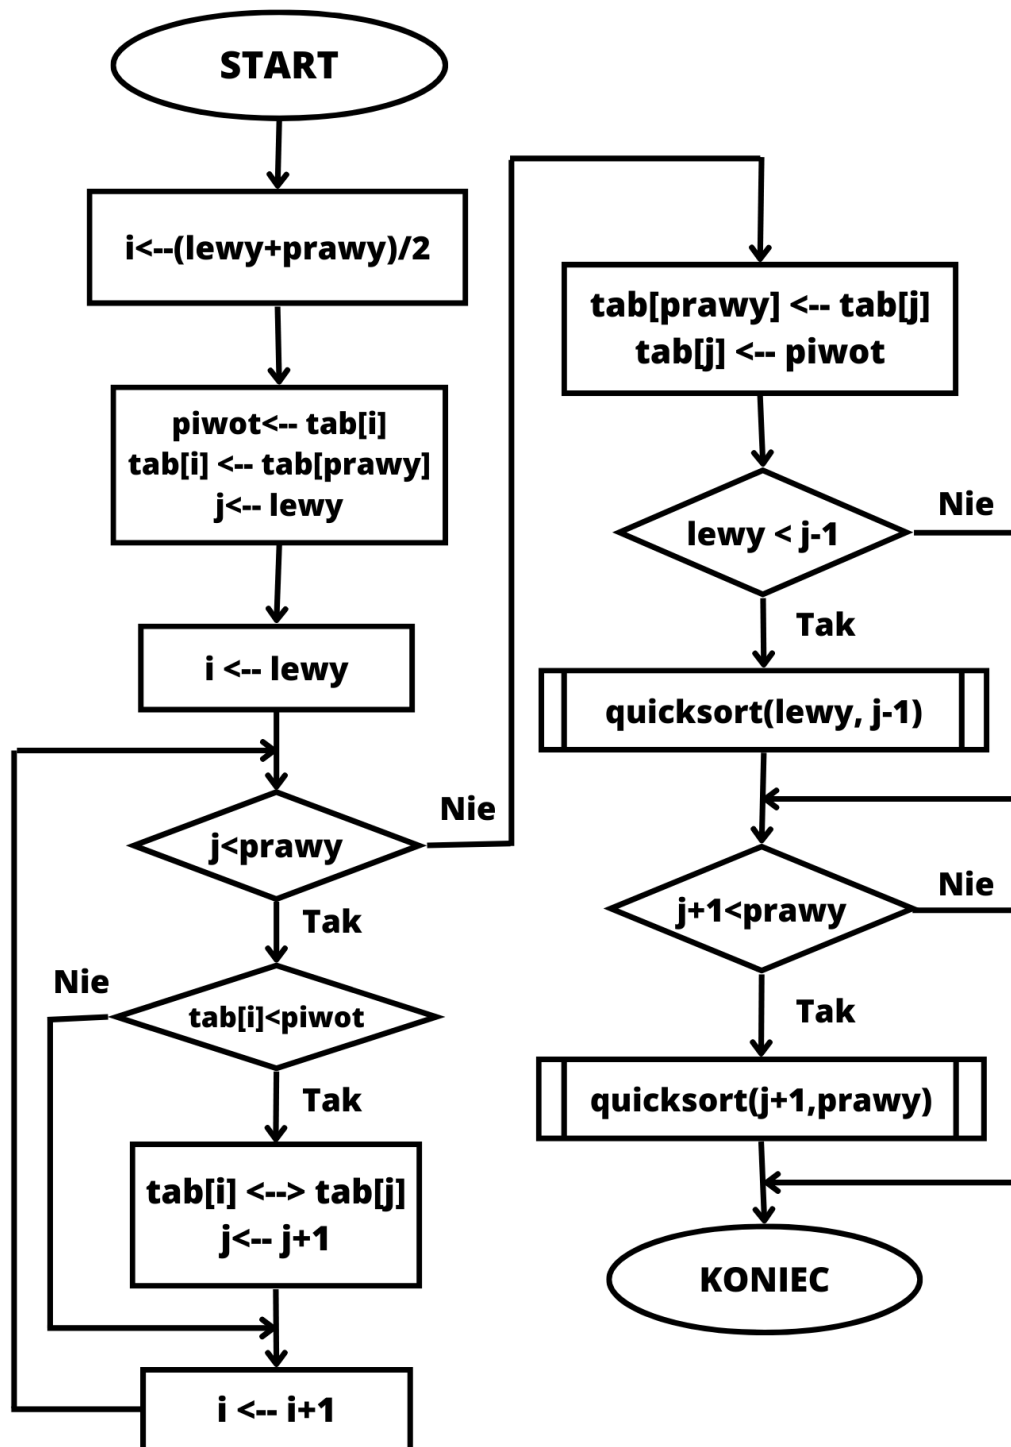 START
i<--(lewy+prawy)/2
piwot<-- tab[i]
tab[i] <-- tab[prawy]
j<-- lewy
i <-- lewy
j<prawy
Nie
Tak
tab[i]<piwot
Nie
Tak
tab[i] <--> tab[j]
j<-- j+1
i <-- i+1
tab[prawy] <-- tab[j]
tab[j] <-- piwot
lewy < j-1
Nie
Tak
quicksort(lewy, j-1)
j+1<prawy
Nie
Tak
quicksort(j+1,prawy)
KONIEC